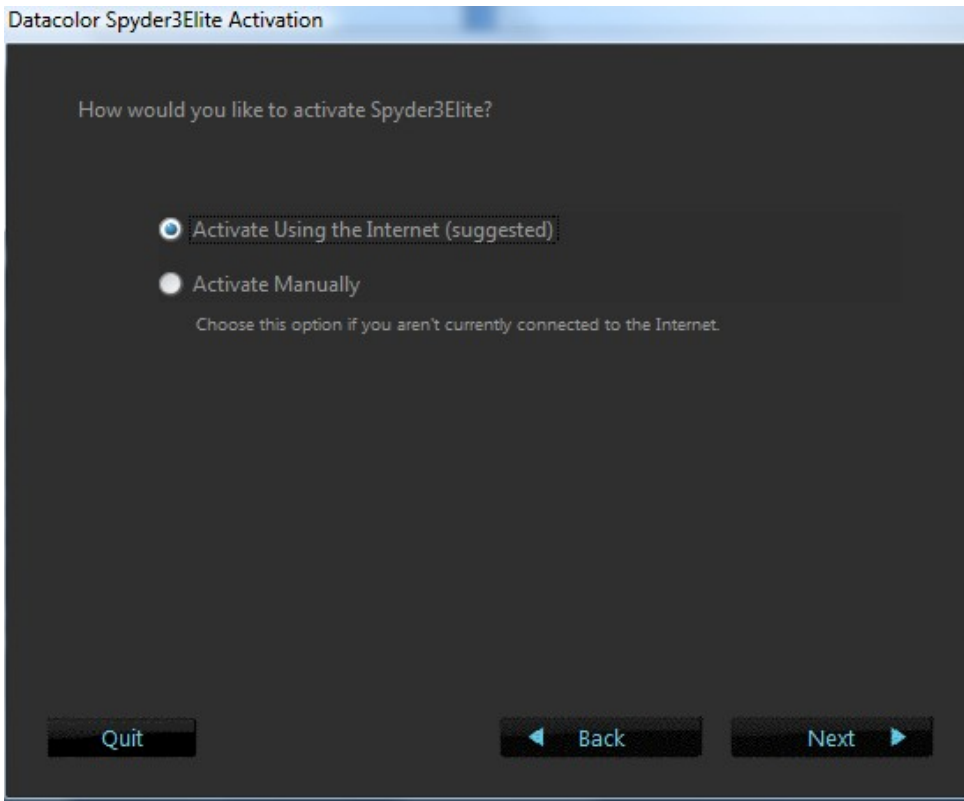 Datacolor Spyder3Elite Activation
How would you like to activate Spyder3Elite?
Activate Using the Internet (suggested)
Activate Manually
Choose this option if you aren't currently connected to the Internet.
Quit
Back
Next